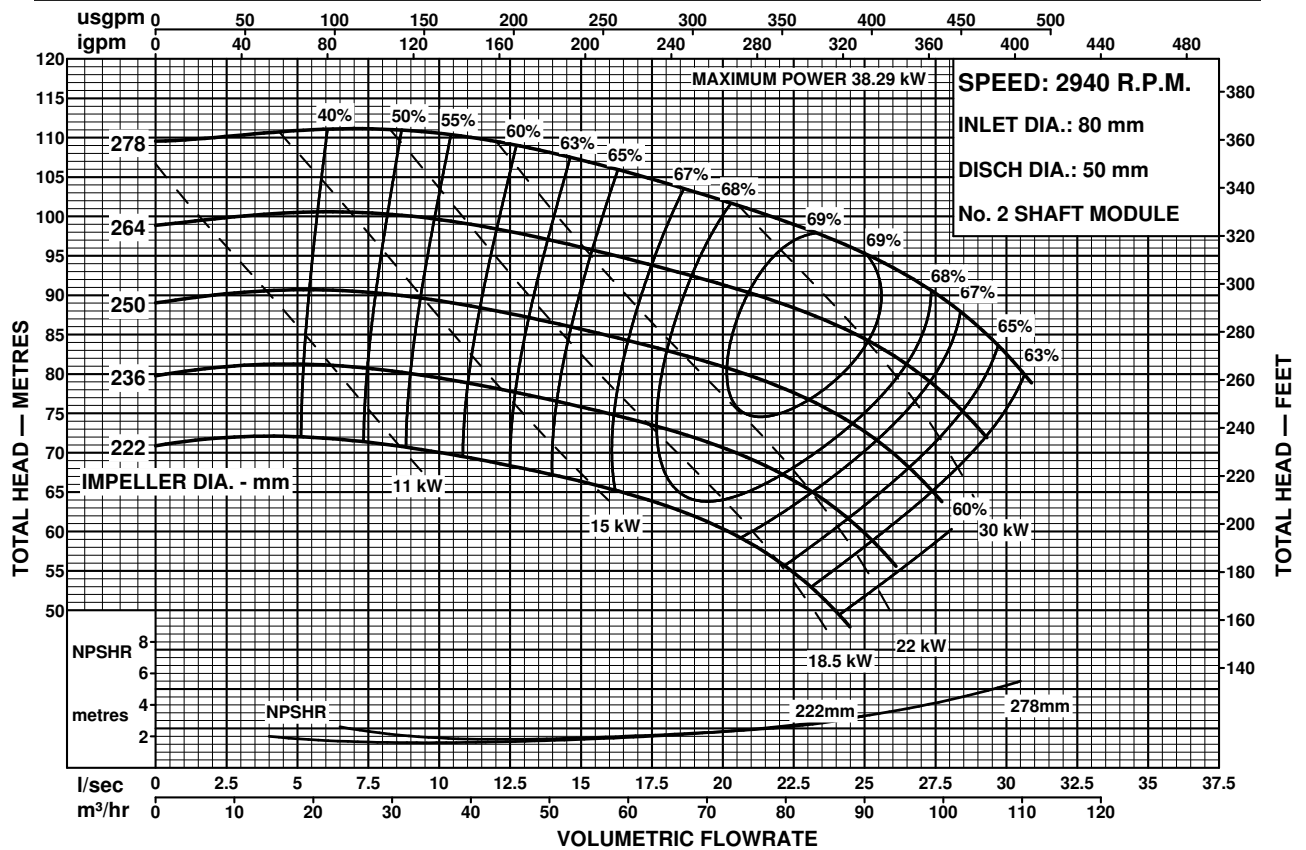 usgpm 0 50 100 150 200 250 300 350 400 450 500
igpm 0 40 80 120 160 200 240 280 320 360 400 440 480
120
115
110
105
100
95
90
85
80
75
70
65
60
55
50
TOTAL HEAD — METRES
MAXIMUM POWER 38.29 kW
SPEED: 2940 R.P.M.
INLET DIA.: 80 mm
DISCH DIA.: 50 mm
No. 2 SHAFT MODULE
380
360
340
320
300
280
260
240
220
200
180
160
140
TOTAL HEAD — FEET
40%
50%
55%
60%
63%
65%
67%
68%
69%
69%
68%
67%
65%
63%
60%
278
264
250
236
222
IMPELLER DIA. - mm
11 kW
15 kW
18.5 kW
22 kW
30 kW
8
NPSHR
6
4
metres
2
NPSHR
222mm
278mm
l/sec 0 2.5 5 7.5 10 12.5 15 17.5 20 22.5 25 27.5 30 32.5 35 37.5
m³/hr 0 10 20 30 40 50 60 70 80 90 100 110 120
VOLUMETRIC FLOWRATE